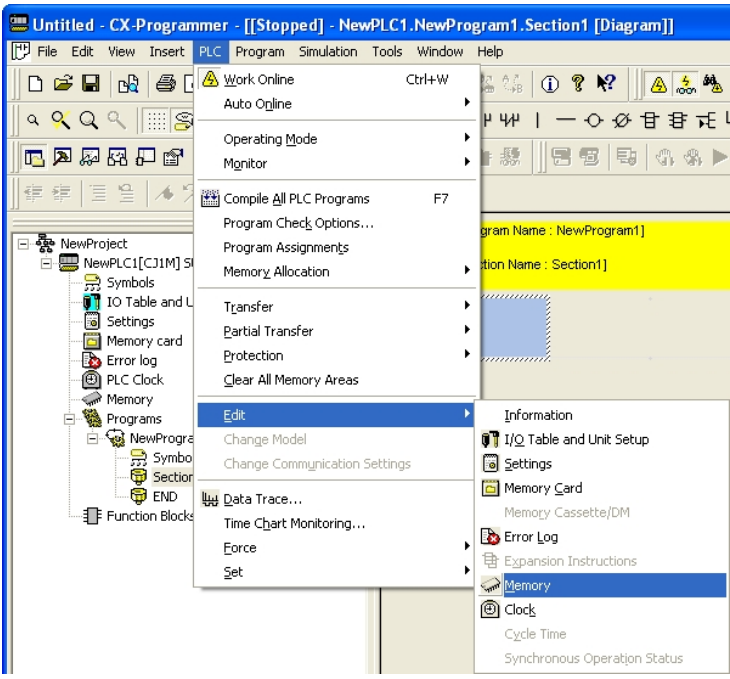 Untitled - CX-Programmer - [[Stopped] - NewPLC1.NewProgram1.Section1 [Diagram]]
File Edit View Insert PLC Program Simulation Tools Window Help
Work Online Ctrl+W
Auto Online
Operating Mode
Monitor
Compile All PLC Programs F7
Program Check Options...
Program Assignments
Memory Allocation
Transfer
Partial Transfer
Protection
Clear All Memory Areas
Edit
Change Model
Change Communication Settings
Data Trace...
Time Chart Monitoring...
Force
Set
NewProject
NewPLC1[CJ1M] S
Symbols
IO Table and U
Settings
Memory card
Error log
PLC Clock
Memory
Programs
NewProgra
Symbo
Section
END
Function Blocks
gram Name : NewProgram1]
tion Name : Section1]
Information
I/O Table and Unit Setup
Settings
Memory Card
Memory Cassette/DM
Error Log
Expansion Instructions
Memory
Clock
Cycle Time
Synchronous Operation Status